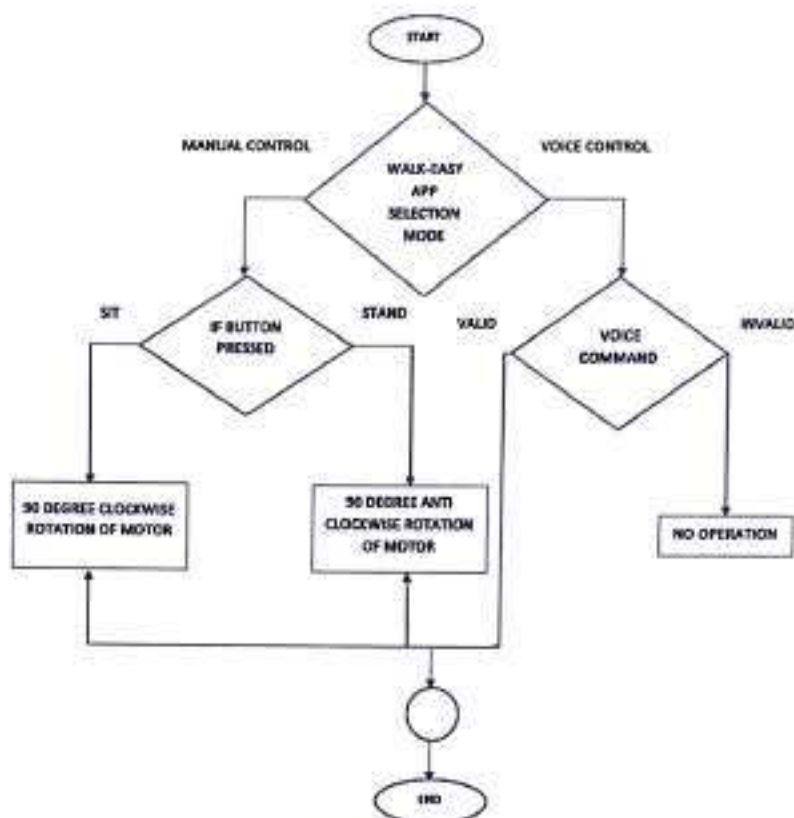 START
MANUAL CONTROL
VOICE CONTROL
WALK-EASY
APP
SELECTION
MODE
SIT
IF BUTTON
PRESSED
STAND
VALID
VOICE
COMMAND
INVALID
90 DEGREE CLOCKWISE
ROTATION OF MOTOR
90 DEGREE ANTI
CLOCKWISE ROTATION
OF MOTOR
NO OPERATION
END